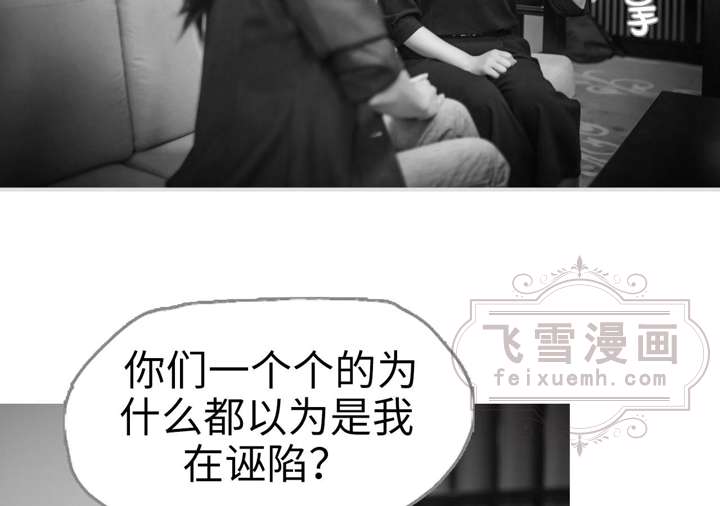 手
飞雪漫画
feixuemh.com
你们一个个的为
什么都以为是我
在诬陷？